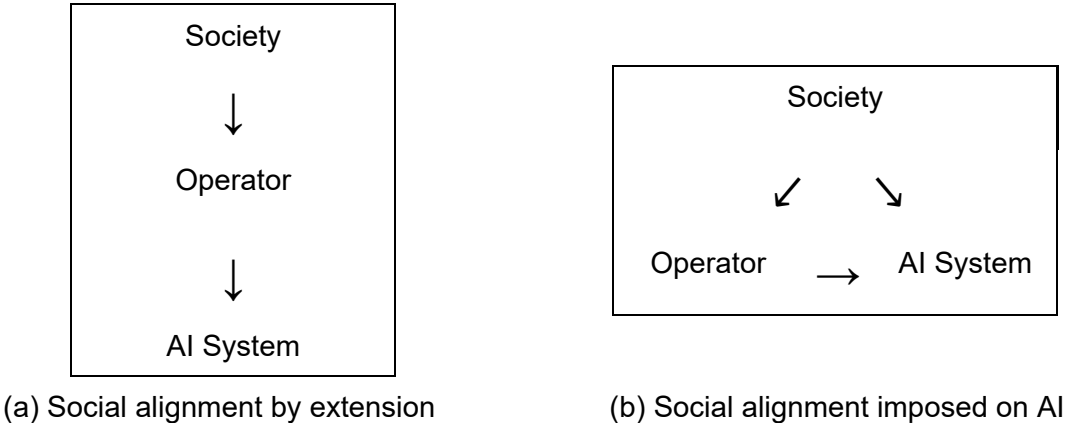 Society
Operator
AI System
(a) Social alignment by extension
Society
Operator
AI System
(b) Social alignment imposed on AI